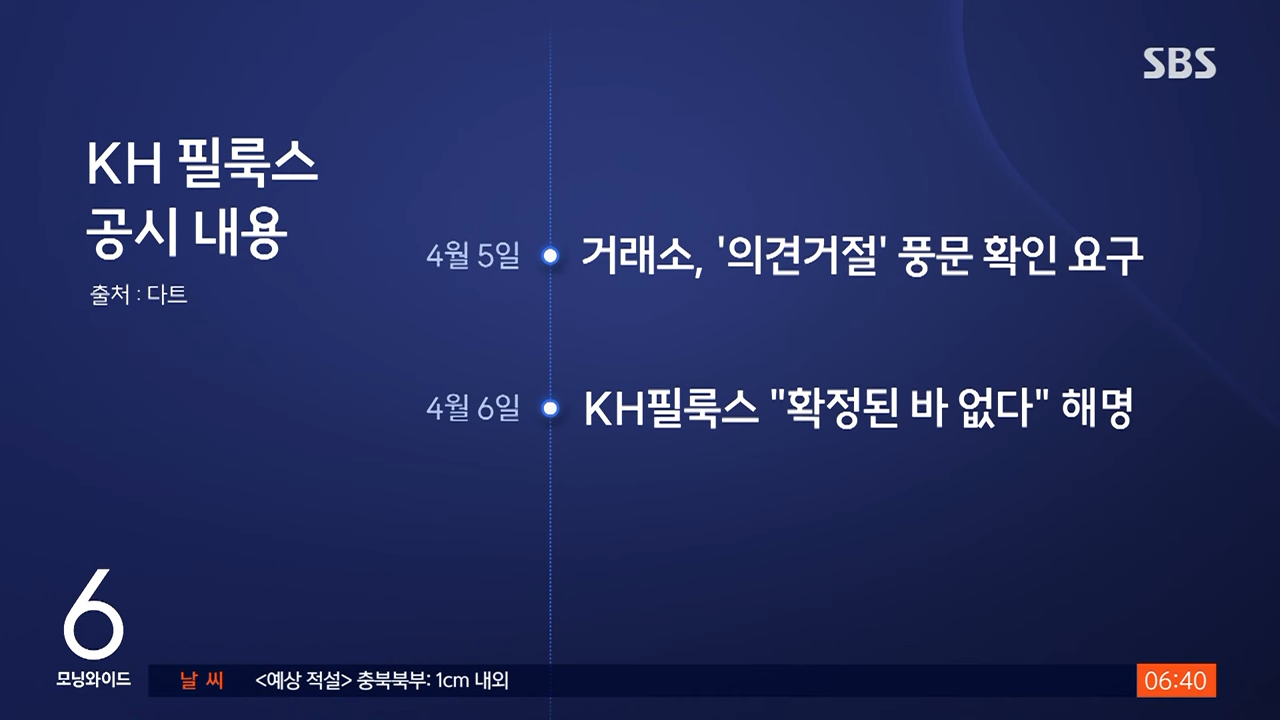 SBS
KH 필룩스
공시 내용
출처 : 다트
4월 5일 거래소, '의견거절' 풍문 확인 요구
4월 6일 KH필룩스 "확정된 바 없다" 해명
6
모닝와이드
날 씨 <예상 적설> 충북북부: 1cm 내외 06:40